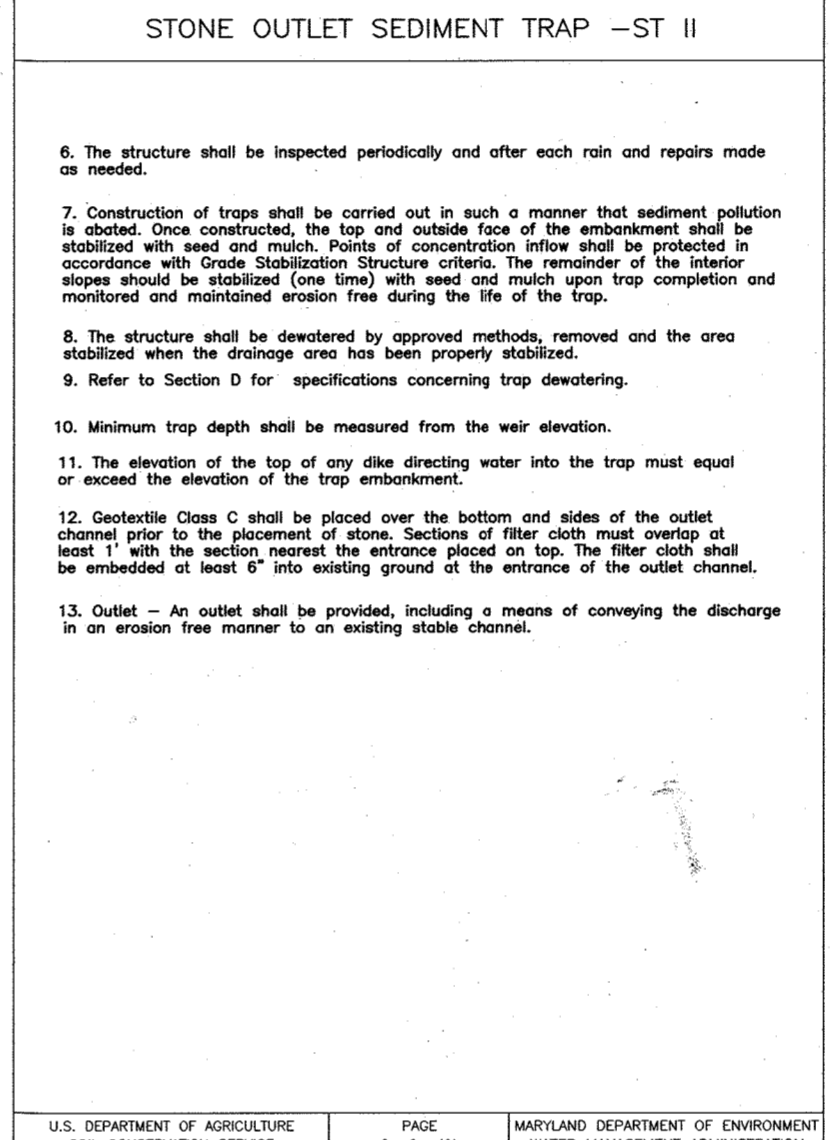 STONE OUTLET SEDIMENT TRAP –ST II
6. The structure shall be inspected periodically and after each rain and repairs made
as needed.
7. Construction of traps shall be carried out in such a manner that sediment pollution
is abated. Once constructed, the top and outside face of the embankment shall be
stabilized with seed and mulch. Points of concentration inflow shall be protected in
accordance with Grade Stabilization Structure criteria. The remainder of the interior
slopes should be stabilized (one time) with seed and mulch upon trap completion and
monitored and maintained erosion free during the life of the trap.
8. The structure shall be dewatered by approved methods, removed and the area
stabilized when the drainage area has been properly stabilized.
9. Refer to Section D for specifications concerning trap dewatering.
10. Minimum trap depth shall be measured from the weir elevation.
11. The elevation of the top of any dike directing water into the trap must equal
or exceed the elevation of the trap embankment.
12. Geotextile Class C shall be placed over the bottom and sides of the outlet
channel prior to the placement of stone. Sections of filter cloth must overlap at
least 1' with the section nearest the entrance placed on top. The filter cloth shall
be embedded at least 6" into existing ground at the entrance of the outlet channel.
13. Outlet – An outlet shall be provided, including a means of conveying the discharge
in an erosion free manner to an existing stable channel.
U.S. DEPARTMENT OF AGRICULTURE
PAGE
MARYLAND DEPARTMENT OF ENVIRONMENT